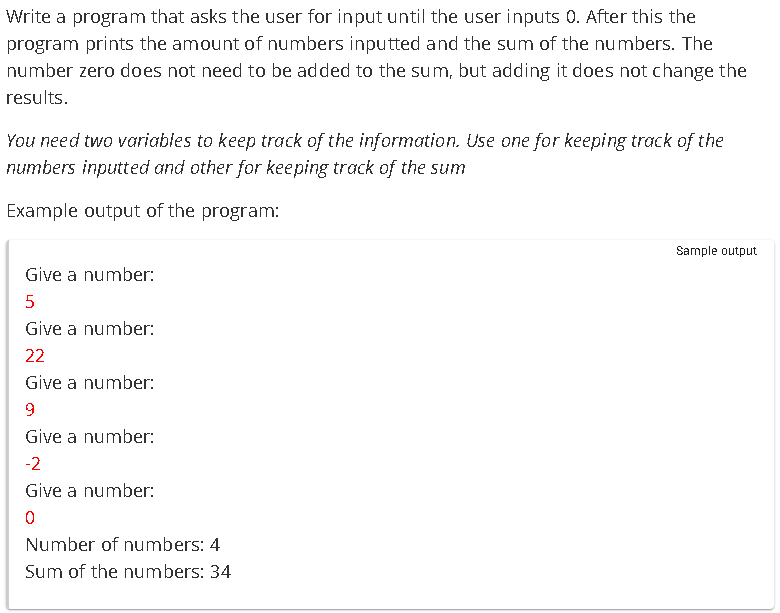 Write a program that asks the user for input until the user inputs 0. After this the
program prints the amount of numbers inputted and the sum of the numbers. The
number zero does not need to be added to the sum, but adding it does not change the
results.
You need two variables to keep track of the information. Use one for keeping track of the
numbers inputted and other for keeping track of the sum
Example output of the program:
Sample output
Give a number:
5
Give a number:
22
Give a number:
9
Give a number:
-2
Give a number:
0
Number of numbers: 4
Sum of the numbers: 34